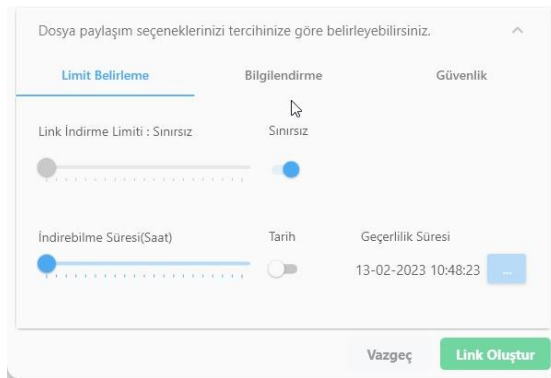 Dosya paylaşım seçeneklerinizi tercihinize göre belirleyebilirsiniz.
Limit Belirleme Bilgilendirme Güvenlik
Link İndirme Limiti : Sınırsız Sınırsız
İndirebilme Süresi(Saat) Tarih Geçerlilik Süresi
13-02-2023 10:48:23 ...
Vazgeç Link Oluştur